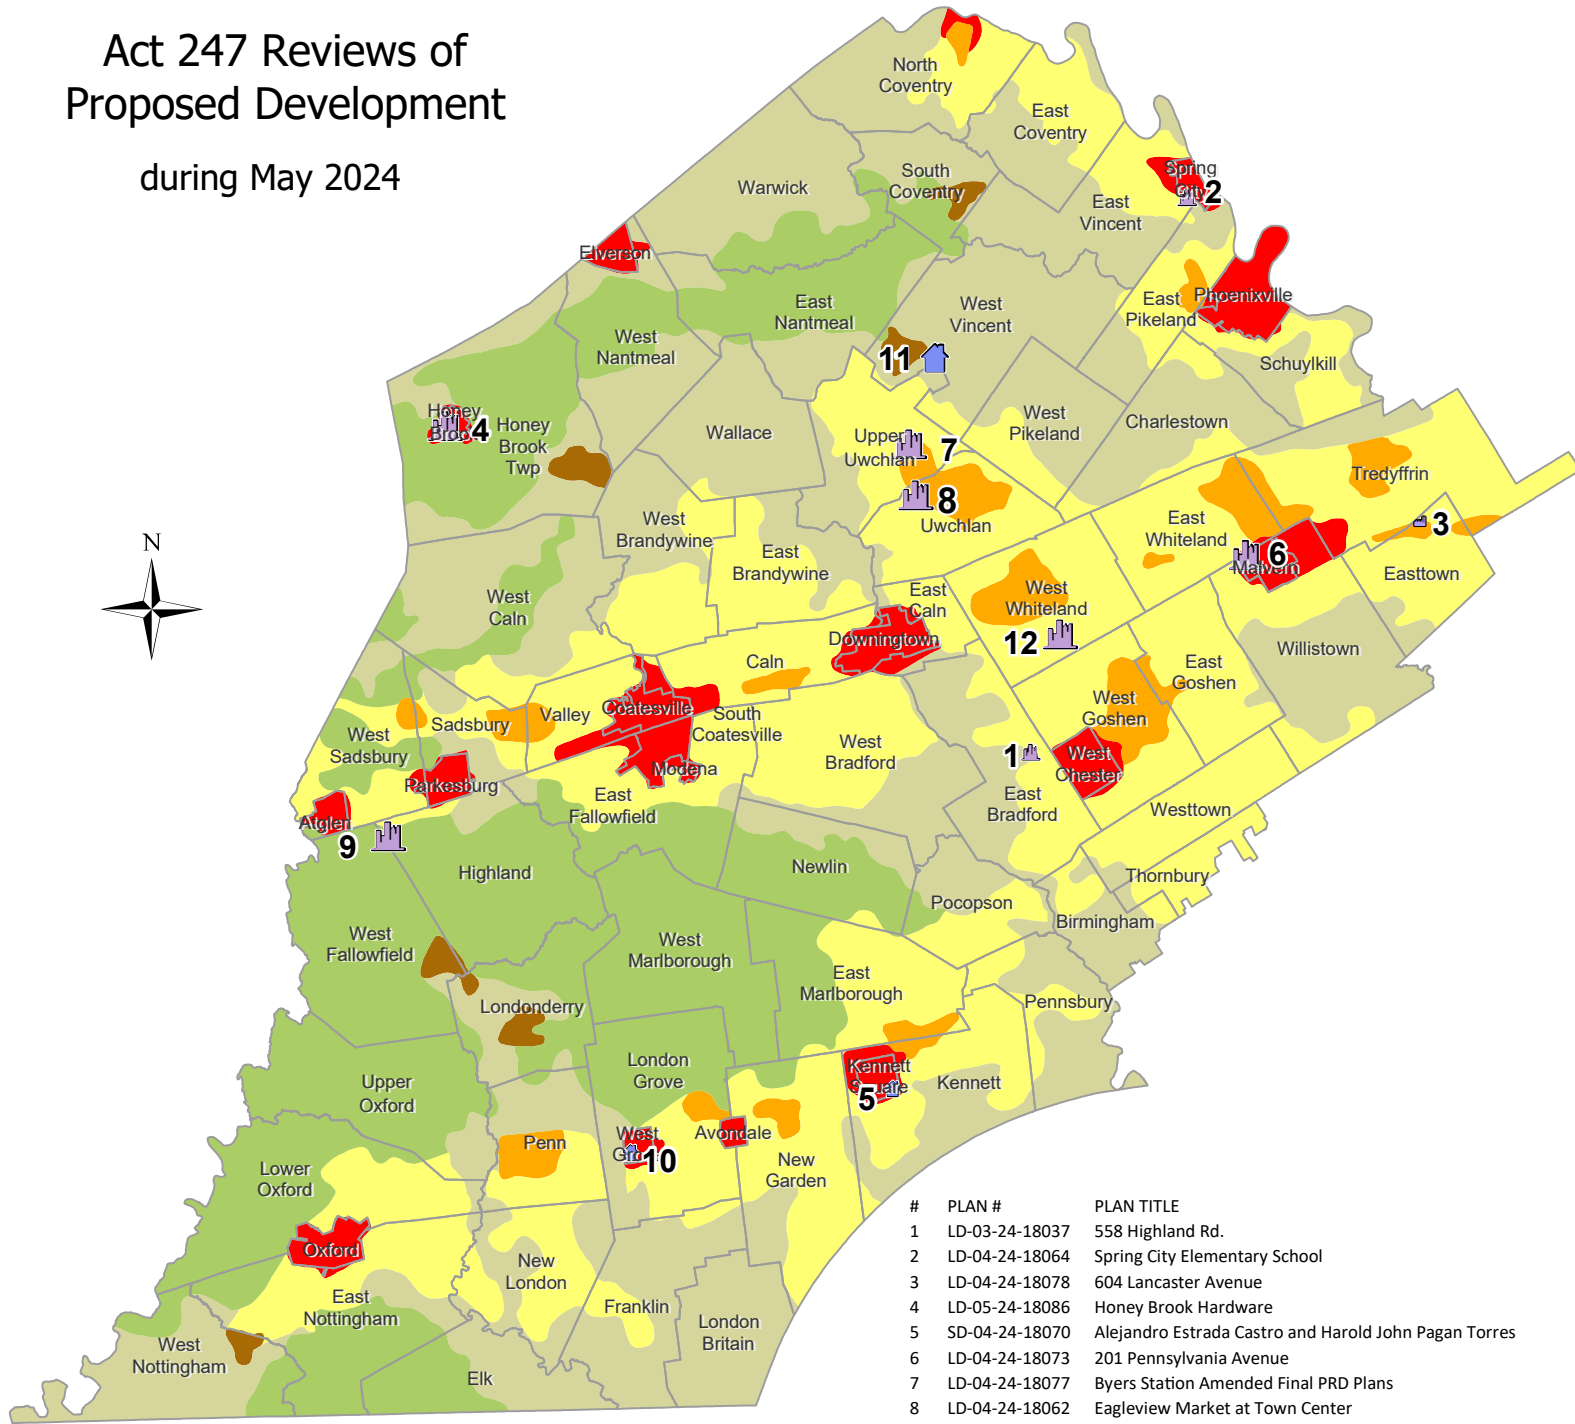 Act 247 Reviews of
Proposed Development
during May 2024
North
Coventry
East
Coventry
Warwick
South
Coventry
Spring
City
2
East
Vincent
Elverson
Phoenixville
East
Pikeland
West
Vincent
East
Nantmeal
West
Nantmeal
11
Schuylkill
Honey
Brook
4
Honey
Brook
Twp
Wallace
Upper
Uwchlan
7
West
Pikeland
Charlestown
Tredyffrin
8
Uwchlan
West
Brandywine
East
Brandywine
East
Whiteland
3
6
Malvern
Easttown
N
West
Caln
East
Caln
West
Whiteland
12
Downingtown
Willistown
Caln
East
Goshen
West
Goshen
Coatesville
Valley
Sadsbury
South
Coatesville
West
Sadsbury
West
Bradford
1
West
Chester
Modena
Parkesburg
East
Fallowfield
East
Bradford
Westtown
Atglen
9
Highland
Newlin
Thornbury
Pocopson
Birmingham
West
Fallowfield
West
Marlborough
East
Marlborough
Londonderry
Pennsbury
London
Grove
Kennett
Square
5
Kennett
Upper
Oxford
Penn
West
Grove
10
Avondale
New
Garden
Lower
Oxford
Oxford
New
London
East
Nottingham
Franklin
London
Britain
West
Nottingham
Elk
# PLAN # PLAN TITLE
1 LD-03-24-18037 558 Highland Rd.
2 LD-04-24-18064 Spring City Elementary School
3 LD-04-24-18078 604 Lancaster Avenue
4 LD-05-24-18086 Honey Brook Hardware
5 SD-04-24-18070 Alejandro Estrada Castro and Harold John Pagan Torres
6 LD-04-24-18073 201 Pennsylvania Avenue
7 LD-04-24-18077 Byers Station Amended Final PRD Plans
8 LD-04-24-18062 Eagleview Market at Town Center